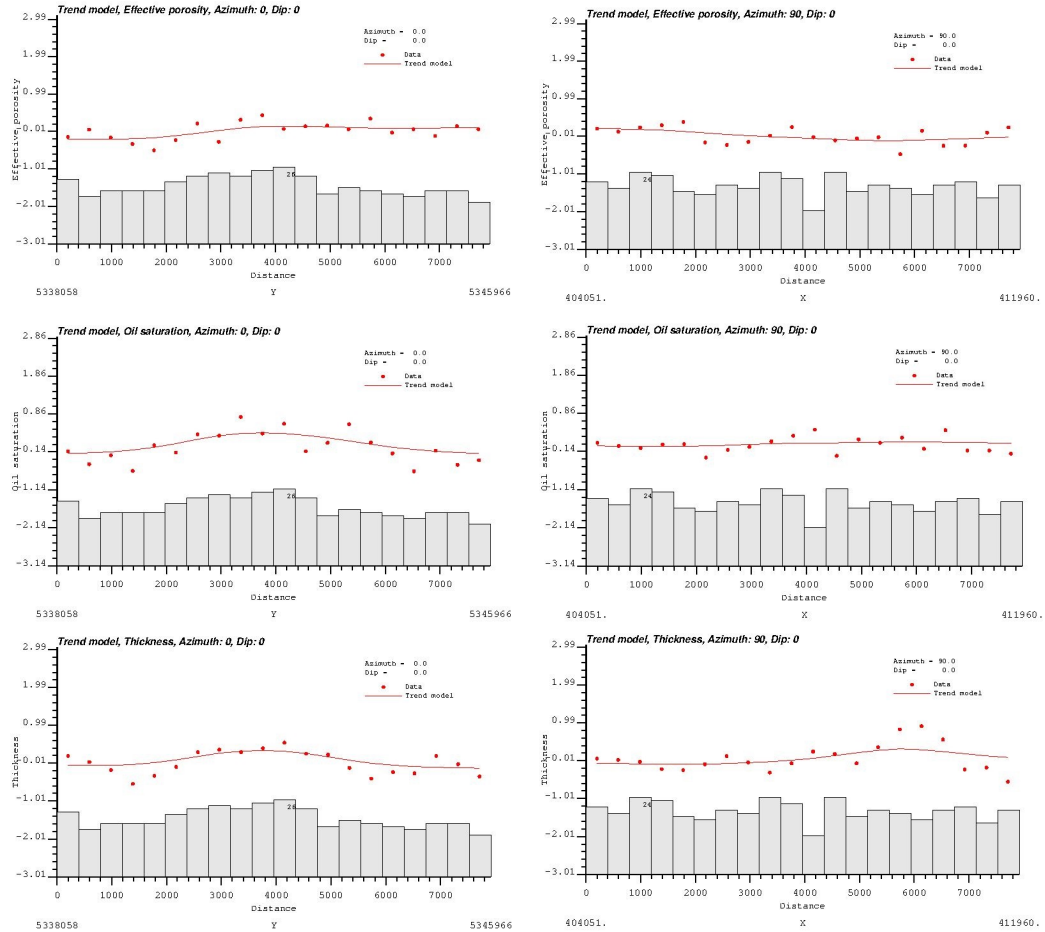 Trend model, Effective porosity, Azimuth: 0, Dip: 0
2.99
1.99
0.99
0.01
-1.01
-2.01
-3.01
Effective porosity
Azimuth = 0.0
Dip = 0.0
Data
Trend model
26
0 1000 2000 3000 4000 5000 6000 7000
Distance
5338058 Y 5345966
Trend model, Effective porosity, Azimuth: 90, Dip: 0
2.99
1.99
0.99
0.01
-1.01
-2.01
-3.01
Effective porosity
Azimuth = 90.0
Dip = 0.0
Data
Trend model
24
0 1000 2000 3000 4000 5000 6000 7000
Distance
404051. X 411960.
Trend model, Oil saturation, Azimuth: 0, Dip: 0
2.86
1.86
0.86
0.14
-1.14
-2.14
-3.14
Oil saturation
Azimuth = 0.0
Dip = 0.0
Data
Trend model
26
0 1000 2000 3000 4000 5000 6000 7000
Distance
5338058 Y 5345966
Trend model, Oil saturation, Azimuth: 90, Dip: 0
2.86
1.86
0.86
0.14
-1.14
-2.14
-3.14
Oil saturation
Azimuth = 90.0
Dip = 0.0
Data
Trend model
24
0 1000 2000 3000 4000 5000 6000 7000
Distance
404051. X 411960.
Trend model, Thickness, Azimuth: 0, Dip: 0
2.99
1.99
0.99
0.01
-1.01
-2.01
-3.01
Thickness
Azimuth = 0.0
Dip = 0.0
Data
Trend model
26
0 1000 2000 3000 4000 5000 6000 7000
Distance
5338058 Y 5345966
Trend model, Thickness, Azimuth: 90, Dip: 0
2.99
1.99
0.99
0.01
-1.01
-2.01
-3.01
Thickness
Azimuth = 90.0
Dip = 0.0
Data
Trend model
24
0 1000 2000 3000 4000 5000 6000 7000
Distance
404051. X 411960.